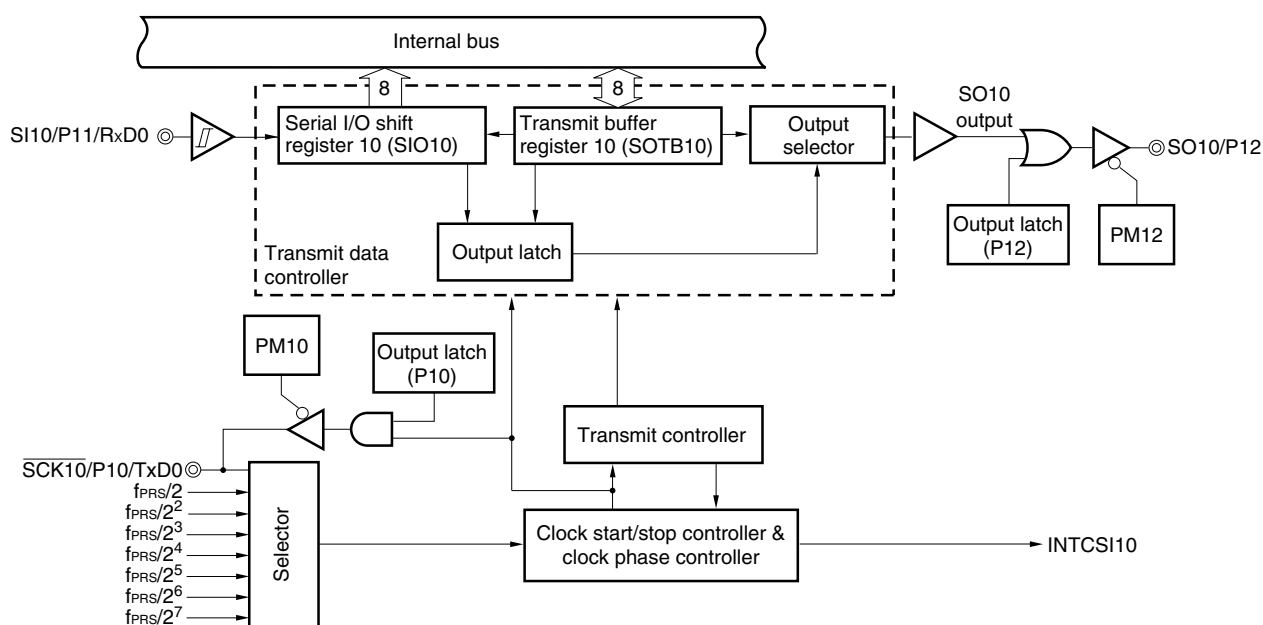 Internal bus
8
8
SI10/P11/RxD0
Serial I/O shift
register 10 (SIO10)
Transmit buffer
register 10 (SOTB10)
Output
selector
SO10
output
SO10/P12
Output latch
Transmit data
controller
Output latch
(P12)
PM12
PM10
Output latch
(P10)
Transmit controller
S̅C̅K̅1̅0̅/P10/TxD0
fPRS/2
fPRS/2²
fPRS/2³
fPRS/2⁴
fPRS/2⁵
fPRS/2⁶
fPRS/2⁷
Selector
Clock start/stop controller &
clock phase controller
INTCSI10